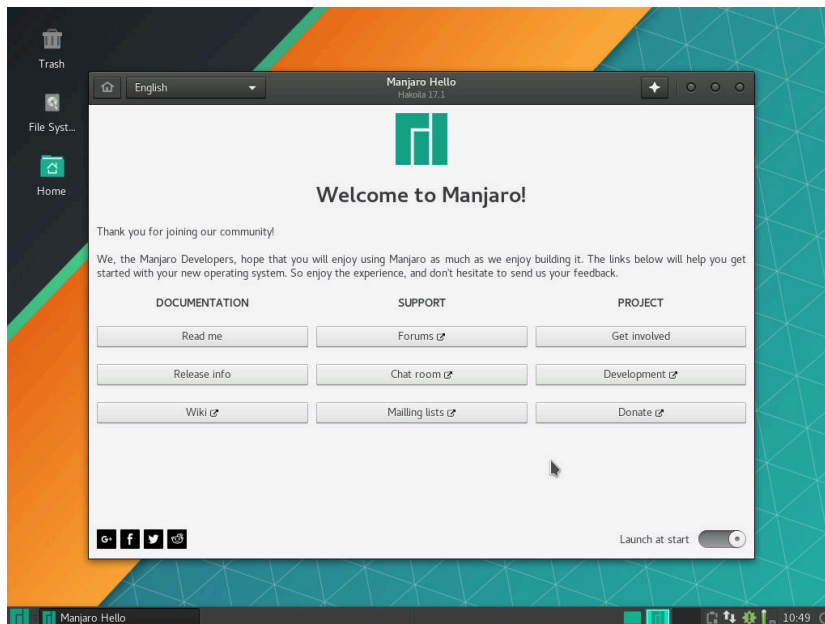 Trash
File Syst...
Home
English
Manjaro Hello
Hakoila 17.1
Welcome to Manjaro!
Thank you for joining our community!
We, the Manjaro Developers, hope that you will enjoy using Manjaro as much as we enjoy building it. The links below will help you get
started with your new operating system. So enjoy the experience, and don't hesitate to send us your feedback.
DOCUMENTATION SUPPORT PROJECT
Read me Forums Get involved
Release info Chat room Development
Wiki Mailling lists Donate
G+ f
Launch at start
Manjaro Hello
10:49